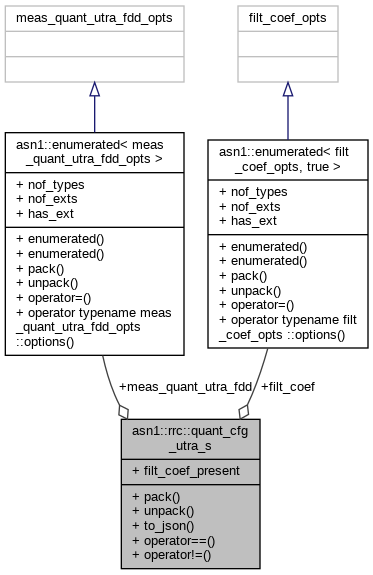 meas_quant_utra_fdd_opts
filt_coef_opts
asn1::enumerated< meas
_quant_utra_fdd_opts >
+ nof_types
+ nof_exts
+ has_ext
+ enumerated()
+ enumerated()
+ pack()
+ unpack()
+ operator=()
+ operator typename meas
_quant_utra_fdd_opts
::options()
asn1::enumerated< filt
_coef_opts, true >
+ nof_types
+ nof_exts
+ has_ext
+ enumerated()
+ enumerated()
+ pack()
+ unpack()
+ operator=()
+ operator typename filt
_coef_opts ::options()
+meas_quant_utra_fdd
+filt_coef
asn1::rrc::quant_cfg
_utra_s
+ filt_coef_present
+ pack()
+ unpack()
+ to_json()
+ operator==()
+ operator!=()